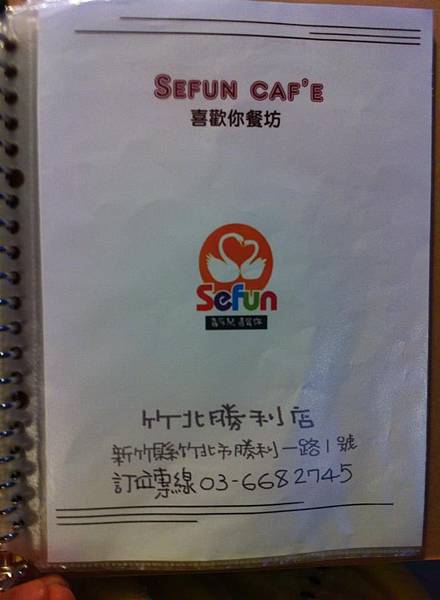 SEFUN CAF'E
喜歡你餐坊
Sefun
竹北勝利店
新竹縣竹北市勝利一路1號
訂位專線03-6682745